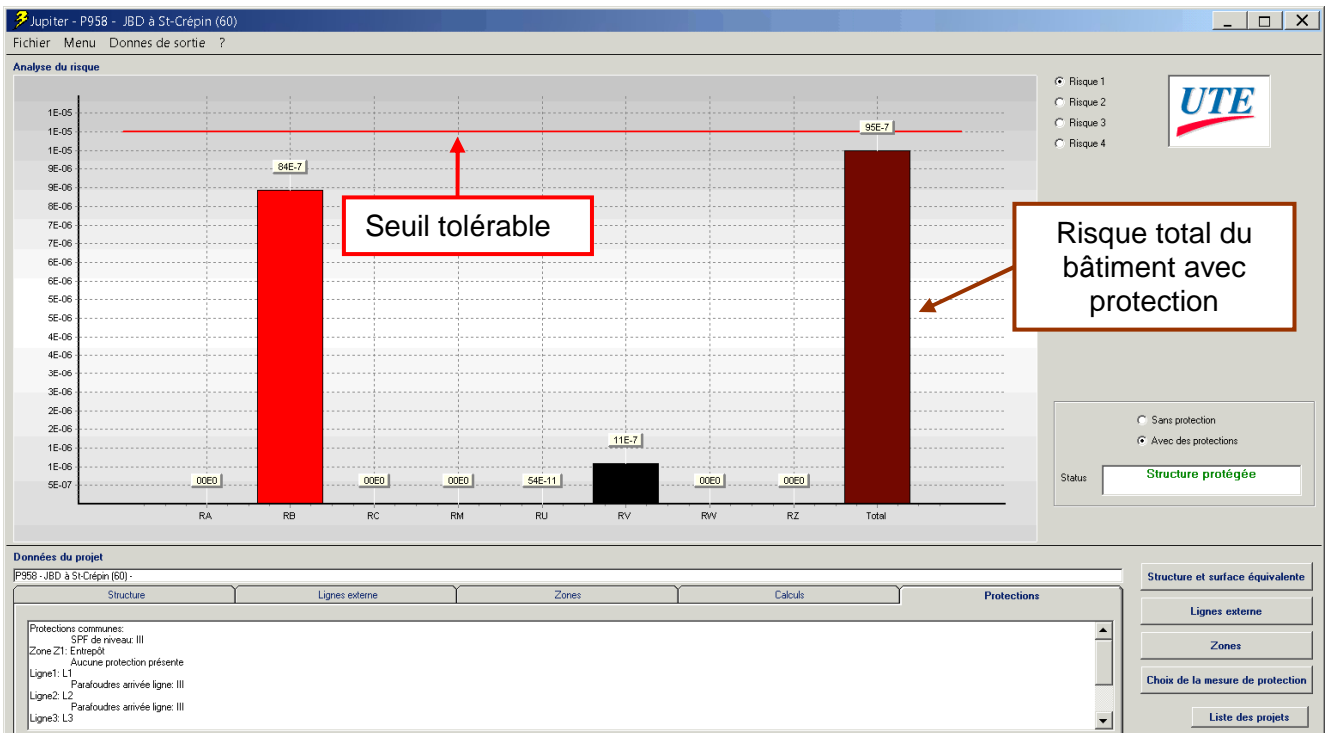 Jupiter - P958 - JBD à St-Crépin (60)
Fichier Menu Donnes de sortie ?
Analyse du risque
1E-05
1E-05
1E-05
9E-06
9E-06
8E-06
7E-06
7E-06
6E-06
6E-06
5E-06
5E-06
4E-06
4E-06
3E-06
3E-06
2E-06
2E-06
1E-06
1E-06
5E-07
00E0
84E-7
00E0
00E0
54E-11
11E-7
00E0
00E0
95E-7
RA RB RC RM RU RV RW RZ Total
Seuil tolérable
Risque total du
bâtiment avec
protection
Risque 1
Risque 2
Risque 3
Risque 4
UTE
Sans protection
Avec des protections
Status Structure protégée
Données du projet
P958 - JBD à St-Crépin (60) -
Structure Lignes externe Zones Calculs Protections
Protections communes:
SPF de niveau: III
Zone Z1: Entrepôt
Aucune protection présente
Ligne1: L1
Parafoudres arrivée ligne: III
Ligne2: L2
Parafoudres arrivée ligne: III
Ligne3: L3
Structure et surface équivalente
Lignes externe
Zones
Choix de la mesure de protection
Liste des projets